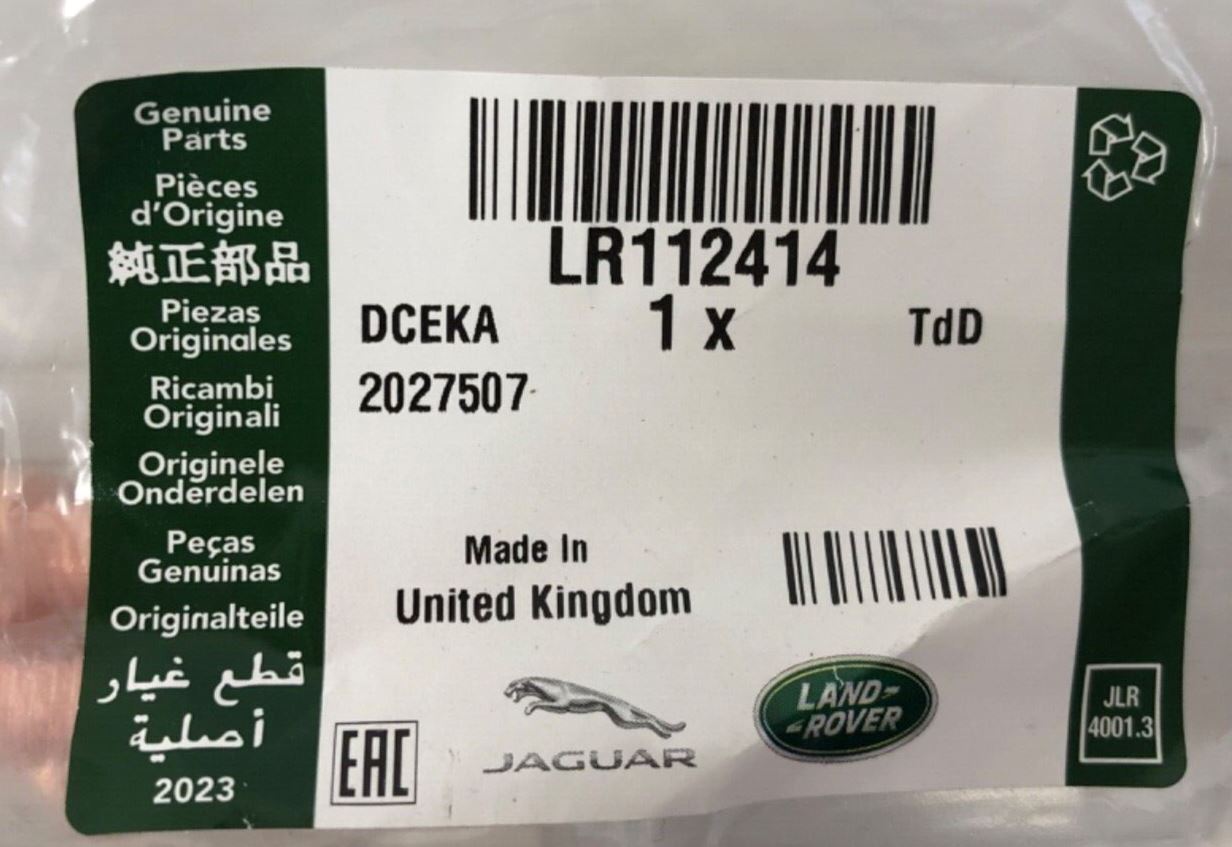 Genuine
Parts
Pièces
d'Origine
純正部品
Piezas
Originales
Ricambi
Originali
Originele
Onderdelen
Peças
Genuinas
Originalteile
قطع غيار
أصلية
2023
LR112414
DCEKA 1 x TdD
2027507
Made In
United Kingdom
EAC
JAGUAR
LAND-
-ROVER
JLR
4001.3